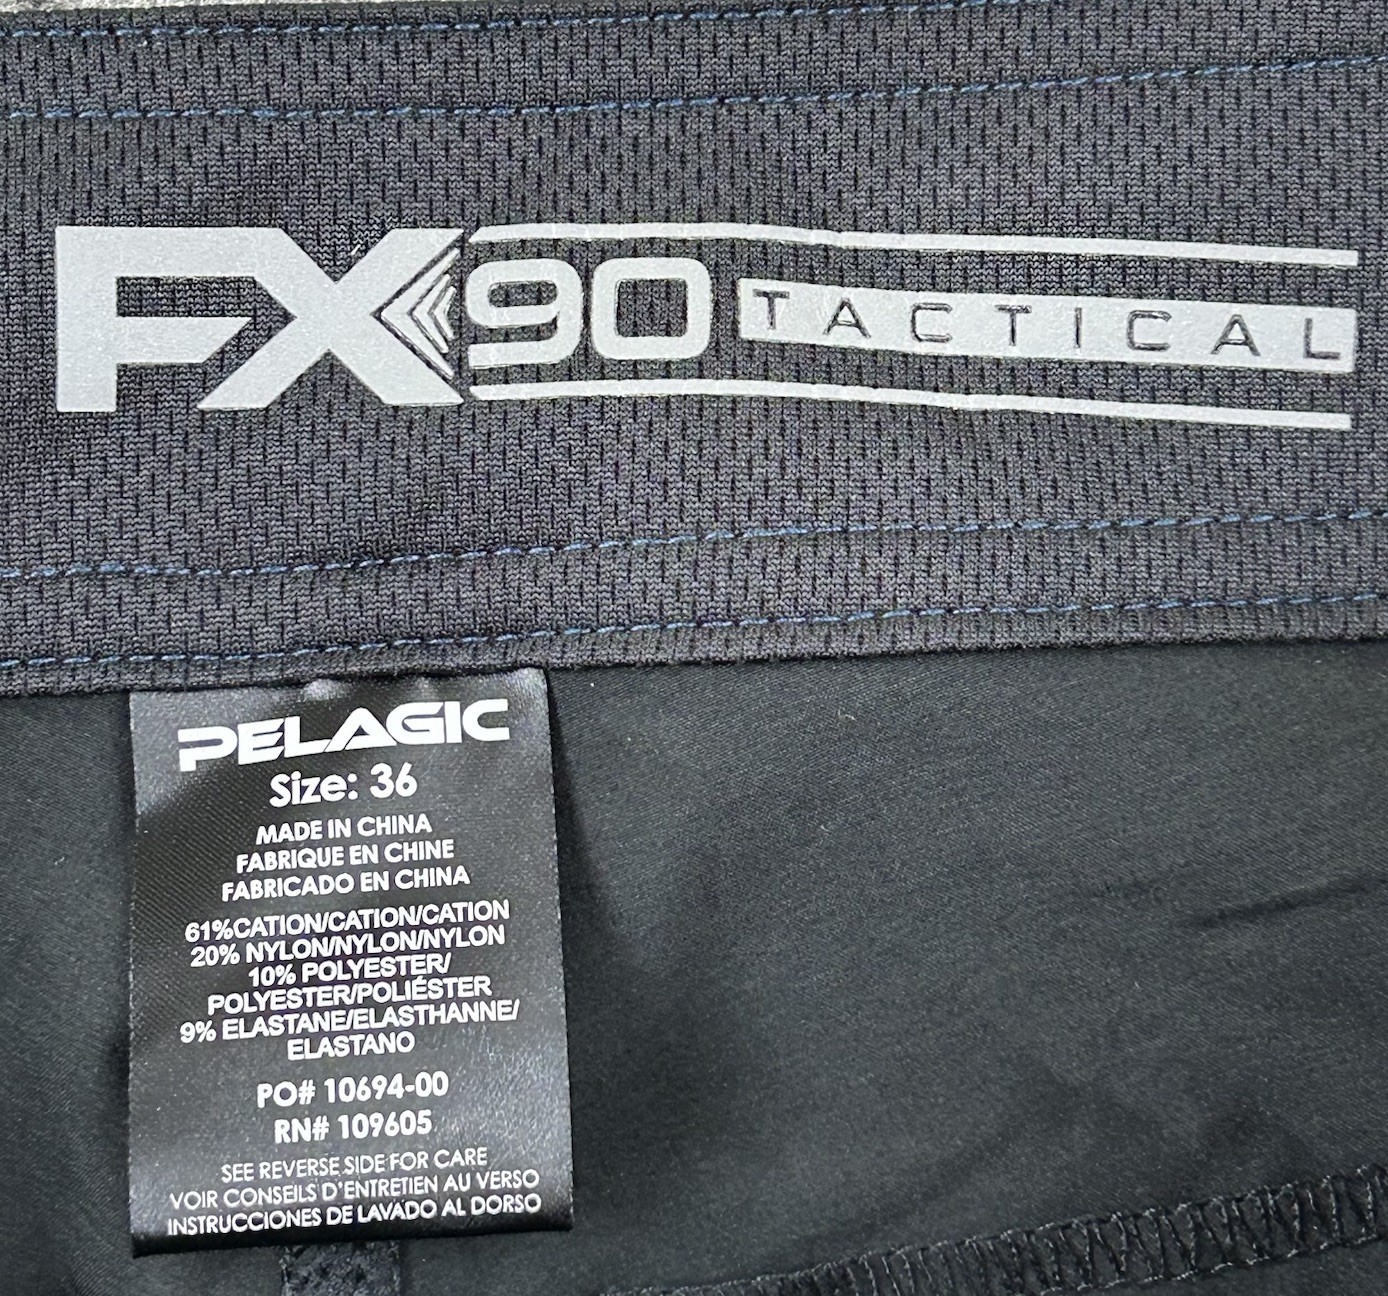 FX90 TACTICAL
PELAGIC
Size: 36
MADE IN CHINA
FABRIQUE EN CHINE
FABRICADO EN CHINA
61%CATION/CATION/CATION
20% NYLON/NYLON/NYLON
10% POLYESTER/
POLYESTER/POLIÉSTER
9% ELASTANE/ELASTHANNE/
ELASTANO
PO# 10694-00
RN# 109605
SEE REVERSE SIDE FOR CARE
VOIR CONSEILS D'ENTRETIEN AU VERSO
INSTRUCCIONES DE LAVADO AL DORSO